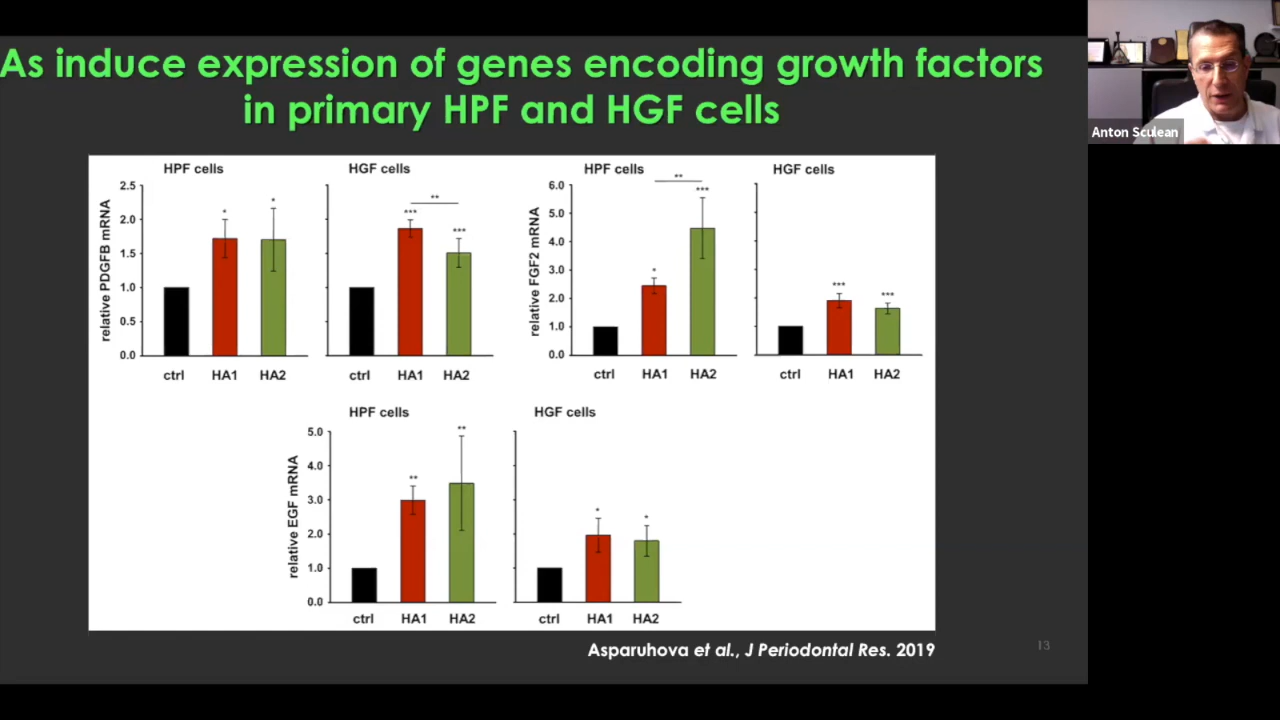 As induce expression of genes encoding growth factors
in primary HPF and HGF cells
Anton Sculean
HPF cells
HGF cells
**
*
*
***
***
relative PDGFB mRNA
2.5
2.0
1.5
1.0
0.5
0.0
ctrl HA1 HA2
ctrl HA1 HA2
HPF cells
HGF cells
**
***
*
***
***
relative FGF2 mRNA
6.0
5.0
4.0
3.0
2.0
1.0
0.0
ctrl HA1 HA2
ctrl HA1 HA2
HPF cells
HGF cells
**
**
*
*
relative EGF mRNA
5.0
4.0
3.0
2.0
1.0
0.0
ctrl HA1 HA2
ctrl HA1 HA2
Asparuhova et al., J Periodontal Res. 2019
13